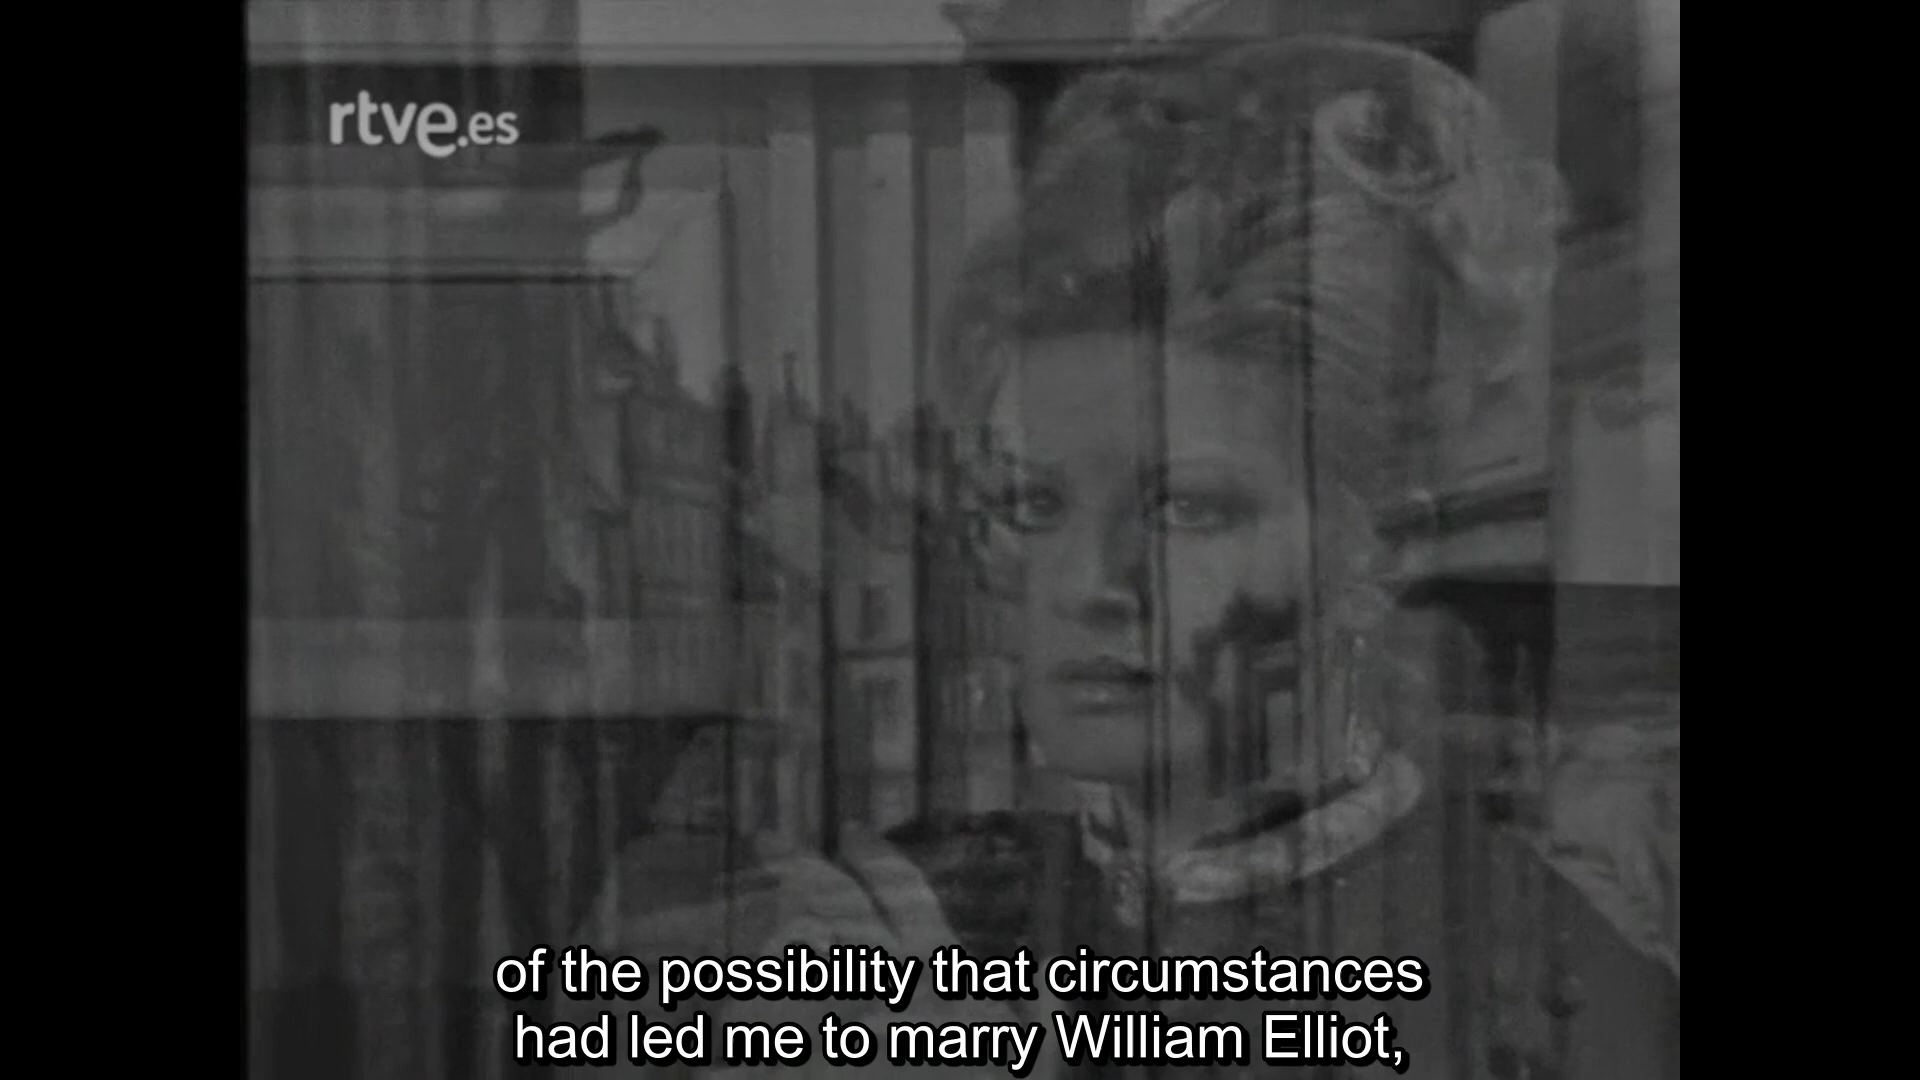 rtve.es
of the possibility that circumstances
had led me to marry William Elliot,